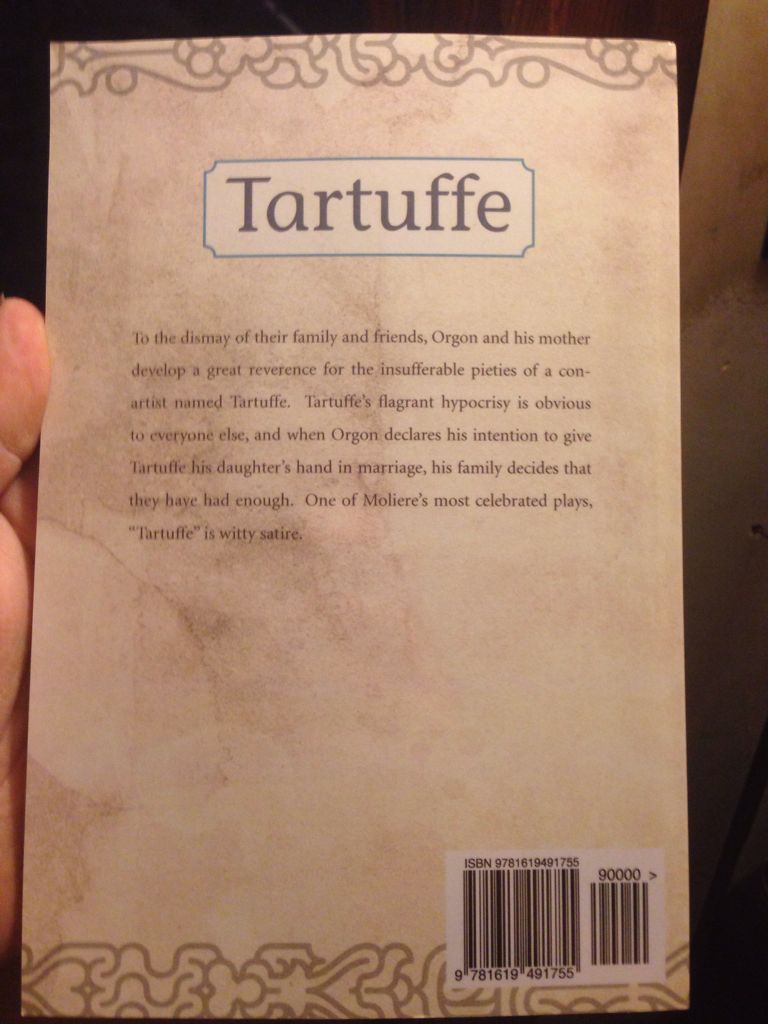 Tartuffe
To the dismay of their family and friends, Orgon and his mother
develop a great reverence for the insufferable pieties of a con-
artist named Tartuffe. Tartuffe's flagrant hypocrisy is obvious
to everyone else, and when Orgon declares his intention to give
Tartuffe his daughter's hand in marriage, his family decides that
they have had enough. One of Moliere's most celebrated plays,
"Tartuffe" is witty satire.
ISBN 9781619491755
90000 >
9 781619 491755